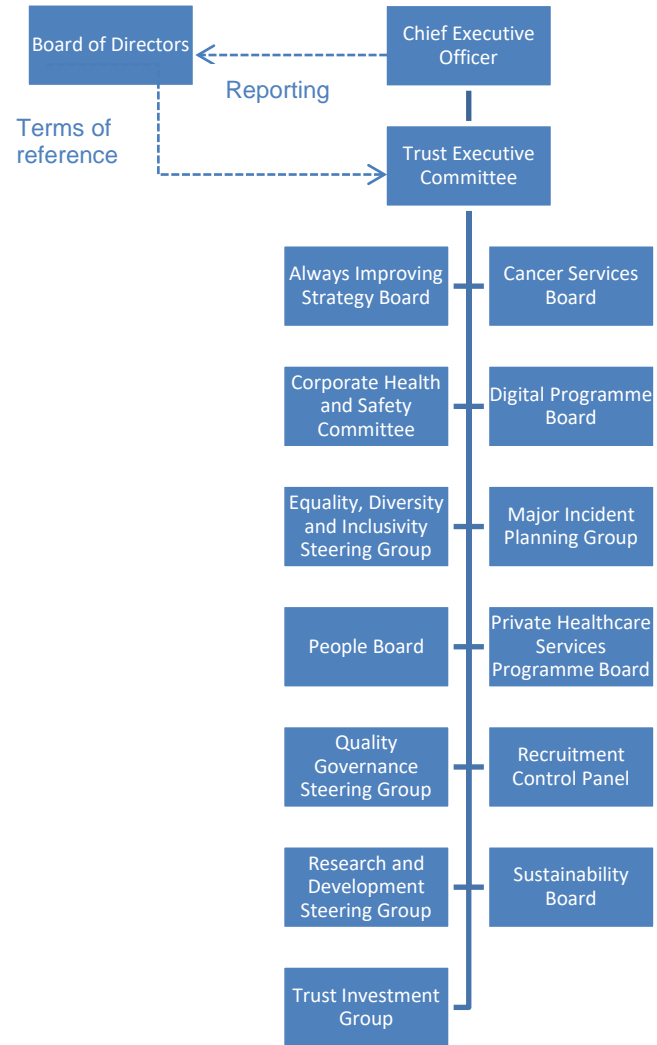 Board of Directors
Chief Executive
Officer
Reporting
Terms of
reference
Trust Executive
Committee
Always Improving
Strategy Board
Cancer Services
Board
Corporate Health
and Safety
Committee
Digital Programme
Board
Equality, Diversity
and Inclusivity
Steering Group
Major Incident
Planning Group
People Board
Private Healthcare
Services
Programme Board
Quality
Governance
Steering Group
Recruitment
Control Panel
Research and
Development
Steering Group
Sustainability
Board
Trust Investment
Group